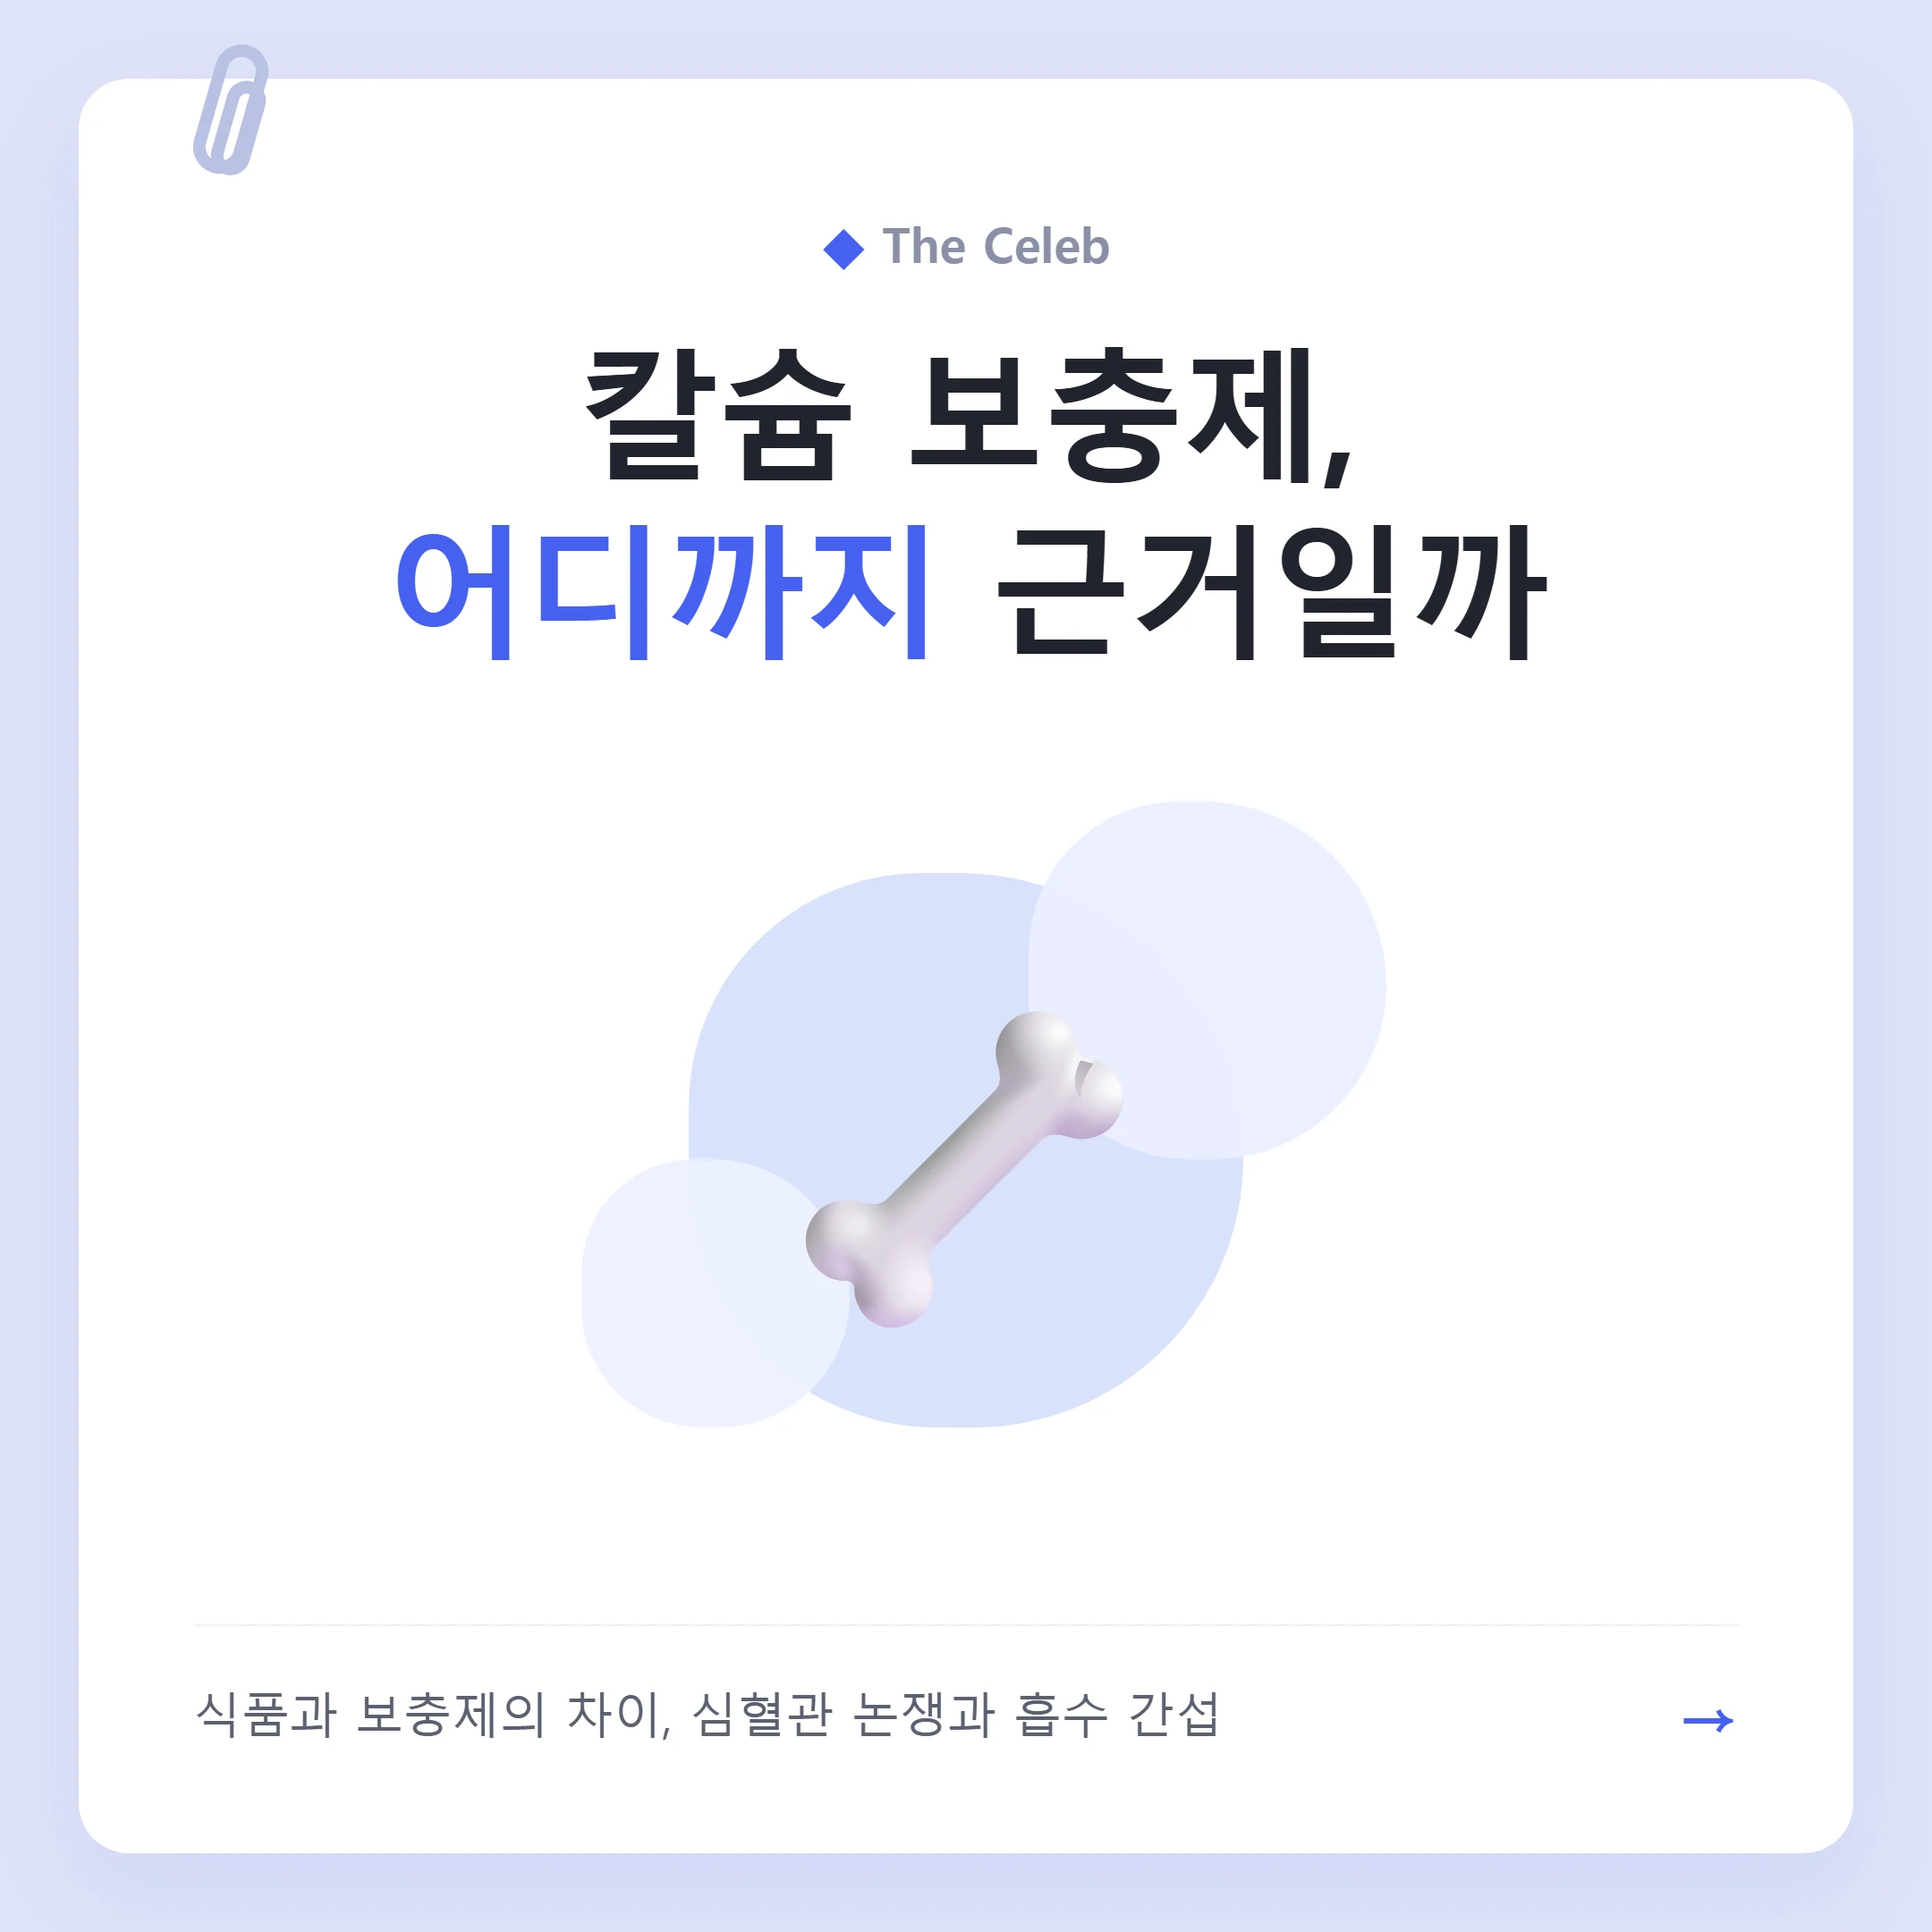 The Celeb
칼슘 보충제,
어디까지 근거일까
식품과 보충제의 차이, 심혈관 논쟁과 흡수 간섭
→